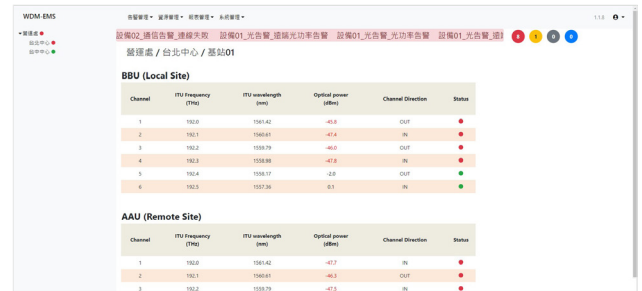 WDM-EMS
告警管理 資源管理 報表管理 系統管理
1.1.8
營運處
台北中心
台中中心
設備02_通信告警_連線失敗 設備01_光告警_遠端光功率告警 設備01_光告警_光功率告警 設備01_光告警_遠
8 5 0 0
營運處 / 台北中心 / 基站01
BBU (Local Site)
Channel ITU Frequency (THz) ITU wavelength (nm) Optical power (dBm) Channel Direction Status
1 192.0 1561.42 -45.8 OUT
2 192.1 1560.61 -47.4 IN
3 192.2 1559.79 -46.0 OUT
4 192.3 1558.98 -47.8 IN
5 192.4 1558.17 -2.0 OUT
6 192.5 1557.36 0.1 IN
AAU (Remote Site)
Channel ITU Frequency (THz) ITU wavelength (nm) Optical power (dBm) Channel Direction Status
1 192.0 1561.42 -47.7 IN
2 192.1 1560.61 -46.3 OUT
3 192.2 1559.79 -47.5 IN